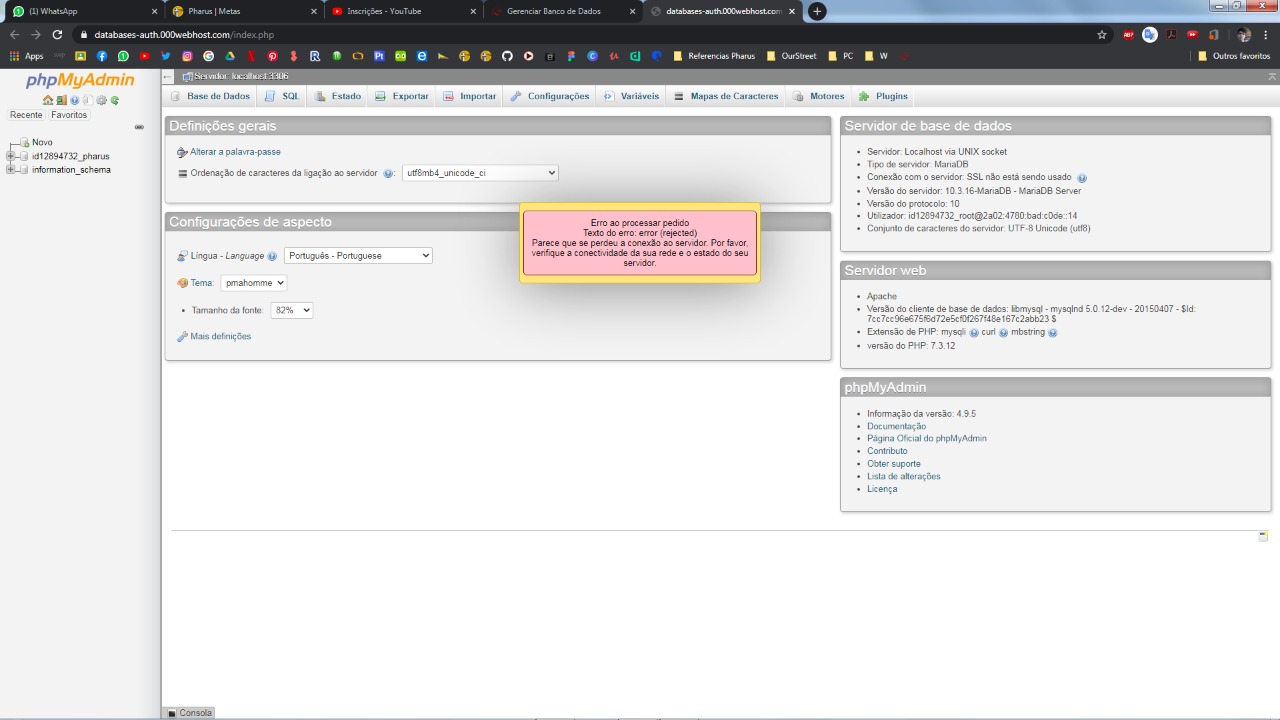 (1) WhatsApp
Pharus | Metas
Inscrições - YouTube
Gerenciar Banco de Dados
databases-auth.000webhost.com
databases-auth.000webhost.com/index.php
Apps
Referencias Pharus
OurStreet
PC
W
Outros favoritos
phpMyAdmin
Recente
Favoritos
Novo
id12894732_pharus
information_schema
Servidor: localhost:3306
Base de Dados
SQL
Estado
Exportar
Importar
Configurações
Variáveis
Mapas de Caracteres
Motores
Plugins
Definições gerais
Alterar a palavra-passe
Ordenação de caracteres da ligação ao servidor
:
utf8mb4_unicode_ci
Configurações de aspecto
Língua - Language
Português - Portuguese
Tema:
pmahomme
Tamanho da fonte:
82%
Mais definições
Erro ao processar pedido
Texto do erro: error (rejected)
Parece que se perdeu a conexão ao servidor. Por favor,
verifique a conectividade da sua rede e o estado do seu
servidor.
Servidor de base de dados
Servidor: Localhost via UNIX socket
Tipo de servidor: MariaDB
Conexão com o servidor: SSL não está sendo usado
Versão do servidor: 10.3.16-MariaDB - MariaDB Server
Versão do protocolo: 10
Utilizador: id12894732_root@2a02:4780:bad:c0de::14
Conjunto de caracteres do servidor: UTF-8 Unicode (utf8)
Servidor web
Apache
Versão do cliente de base de dados: libmysql - mysqlnd 5.0.12-dev - 20150407 - $Id:
7cc7cc96e675f6d72e5cf0f267f48e167c2abb23 $
Extensão de PHP: mysqli curl mbstring
versão do PHP: 7.3.12
phpMyAdmin
Informação da versão: 4.9.5
Documentação
Página Oficial do phpMyAdmin
Contributo
Obter suporte
Lista de alterações
Licença
Consola